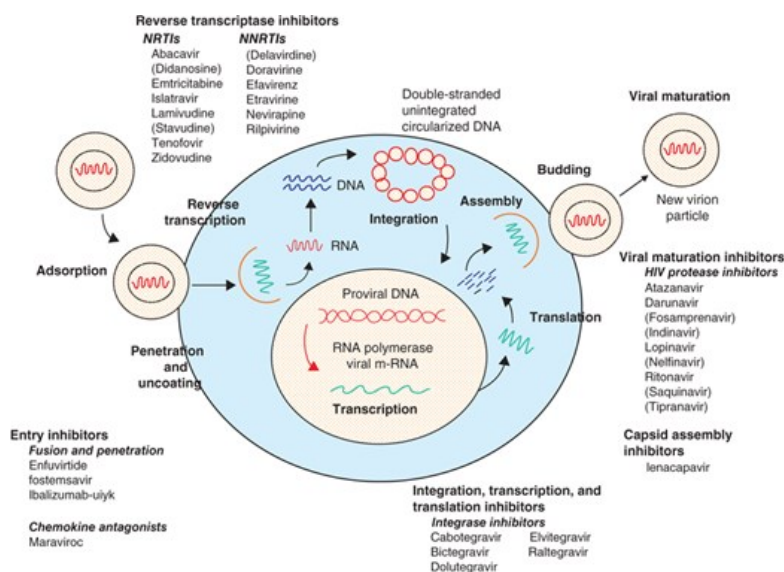 Reverse transcriptase inhibitors
NRTIs
Abacavir
(Didanosine)
Emtricitabine
Islatravir
Lamivudine
(Stavudine)
Tenofovir
Zidovudine
NNRTIs
(Delavirdine)
Doravirine
Efavirenz
Etravirine
Nevirapine
Rilpivirine
Double-stranded
unintegrated
circularized DNA
Viral maturation
Budding
New virion
particle
DNA
Reverse
transcription
Integration
Assembly
RNA
Adsorption
Proviral DNA
Translation
RNA polymerase
viral m-RNA
Transcription
Penetration
and
uncoating
Viral maturation inhibitors
HIV protease inhibitors
Atazanavir
Darunavir
(Fosamprenavir)
(Indinavir)
Lopinavir
(Nelfinavir)
Ritonavir
(Saquinavir)
(Tipranavir)
Capsid assembly
inhibitors
lenacapavir
Entry inhibitors
Fusion and penetration
Enfuvirtide
fostemsavir
Ibalizumab-uiyk
Chemokine antagonists
Maraviroc
Integration, transcription, and
translation inhibitors
Integrase inhibitors
Cabotegravir Elvitegravir
Bictegravir Raltegravir
Dolutegravir